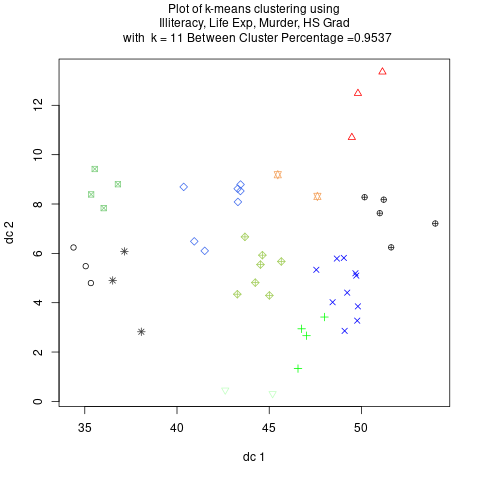 Plot of k-means clustering using
Illiteracy, Life Exp, Murder, HS Grad
with k = 11 Between Cluster Percentage =0.9537
12
10
8
6
4
2
0
dc 2
35 40 45 50
dc 1